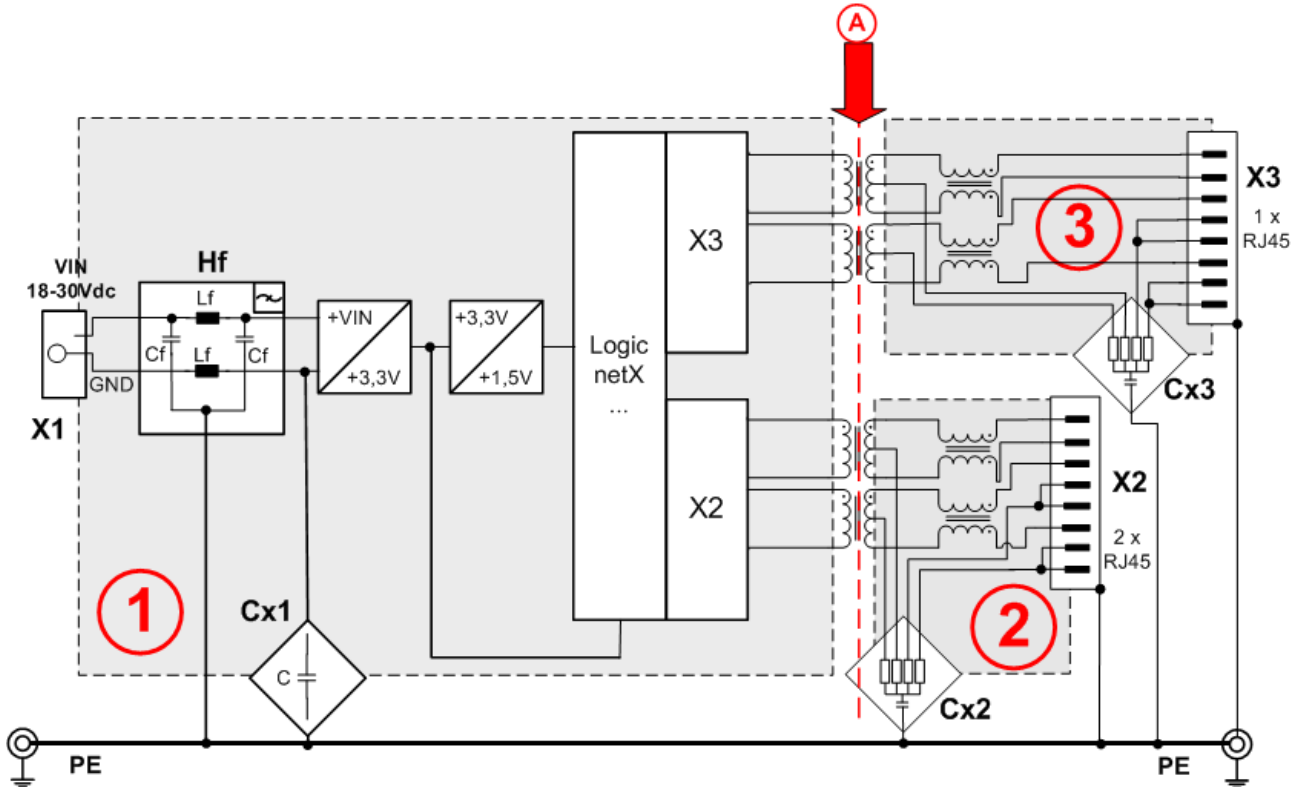 A
VIN
18-30Vdc
X1
GND
Hf
Lf
Cf
Lf
Cf
+VIN
+3,3V
+3,3V
+1,5V
Logic
netX
...
X3
X2
X3
1 x
RJ45
3
Cx3
X2
2 x
RJ45
2
Cx2
1
Cx1
C
PE
PE